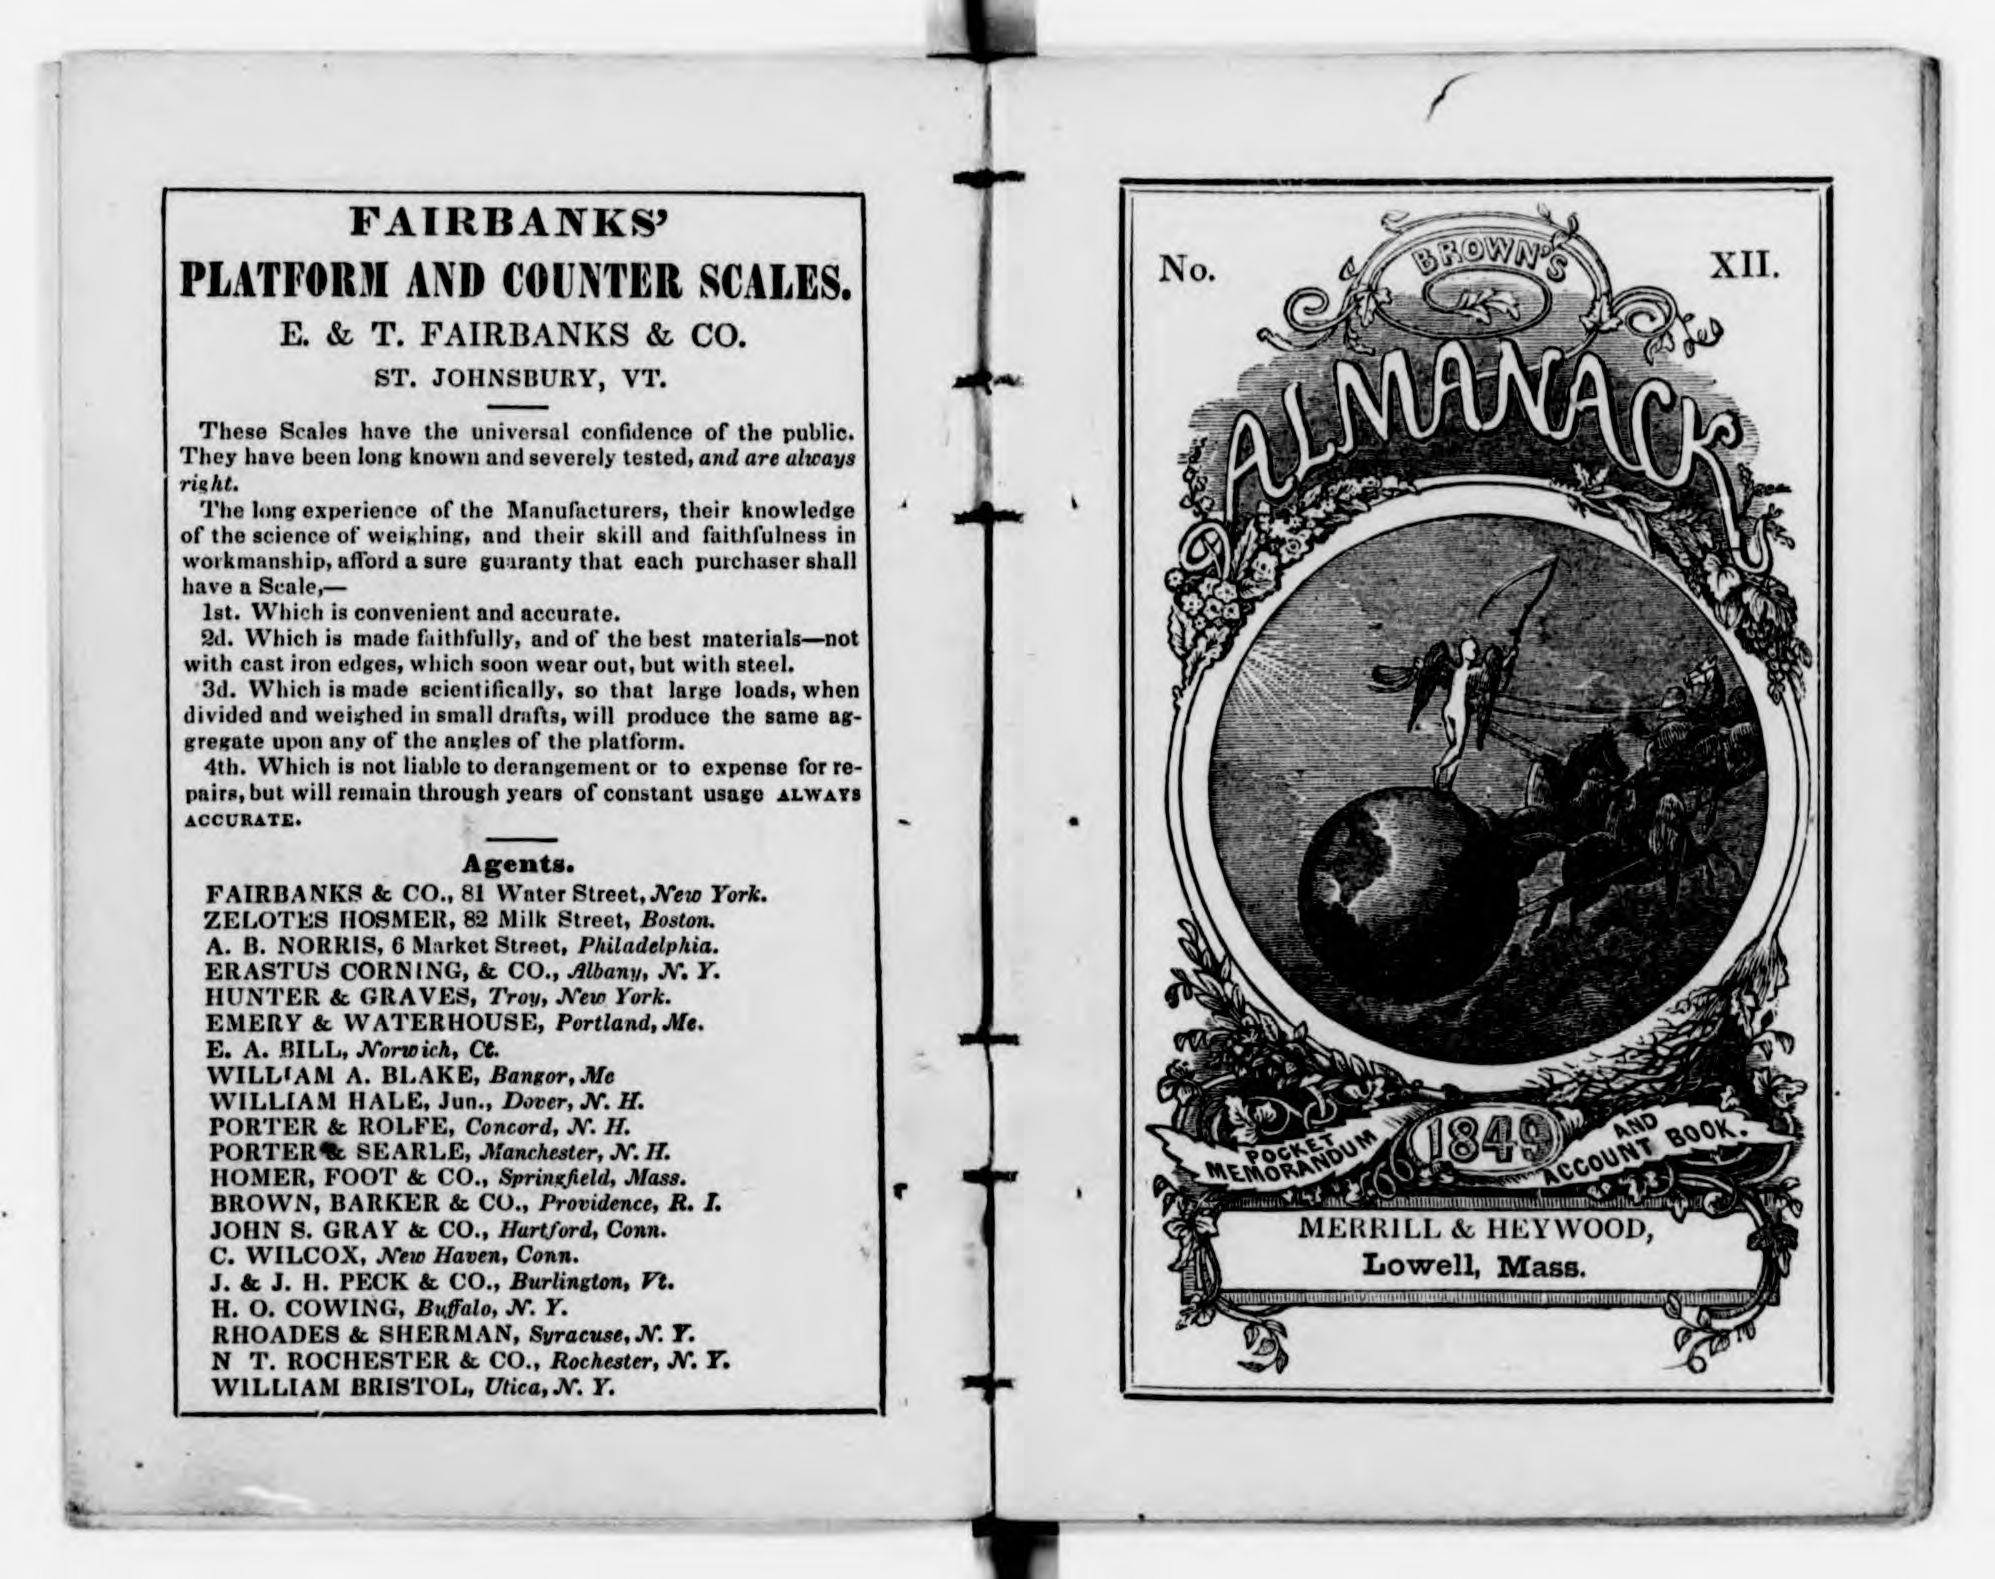 FAIRBANKS'
PLATFORM AND COUNTER SCALES.
E. & T. FAIRBANKS & CO.
ST. JOHNSBURY, VT.
These Scales have the universal confidence of the public.
They have been long known and severely tested, and are always
right.
The long experience of the Manufacturers, their knowledge
of the science of weighing, and their skill and faithfulness in
workmanship, afford a sure guaranty that each purchaser shall
have a Scale,—
1st. Which is convenient and accurate.
2d. Which is made faithfully, and of the best materials—not
with cast iron edges, which soon wear out, but with steel.
3d. Which is made scientifically, so that large loads, when
divided and weighed in small drafts, will produce the same ag-
gregate upon any of the angles of the platform.
4th. Which is not liable to derangement or to expense for re-
pairs, but will remain through years of constant usage ALWAYS
ACCURATE.
Agents.
FAIRBANKS & CO., 81 Water Street, New York.
ZELOTES HOSMER, 82 Milk Street, Boston.
A. B. NORRIS, 6 Market Street, Philadelphia.
ERASTUS CORNING, & CO., Albany, N. Y.
HUNTER & GRAVES, Troy, New York.
EMERY & WATERHOUSE, Portland, Me.
E. A. BILL, Norwich, Ct.
WILLIAM A. BLAKE, Bangor, Me
WILLIAM HALE, Jun., Dover, N. H.
PORTER & ROLFE, Concord, N. H.
PORTER & SEARLE, Manchester, N. H.
HOMER, FOOT & CO., Springfield, Mass.
BROWN, BARKER & CO., Providence, R. I.
JOHN S. GRAY & CO., Hartford, Conn.
C. WILCOX, New Haven, Conn.
J. & J. H. PECK & CO., Burlington, Vt.
H. O. COWING, Buffalo, N. Y.
RHOADES & SHERMAN, Syracuse, N. Y.
N T. ROCHESTER & CO., Rochester, N. Y.
WILLIAM BRISTOL, Utica, N. Y.
No. XII.
BROWN'S
ALMANACK
POCKET
MEMORANDUM
1849
AND
ACCOUNT BOOK.
MERRILL & HEYWOOD,
Lowell, Mass.